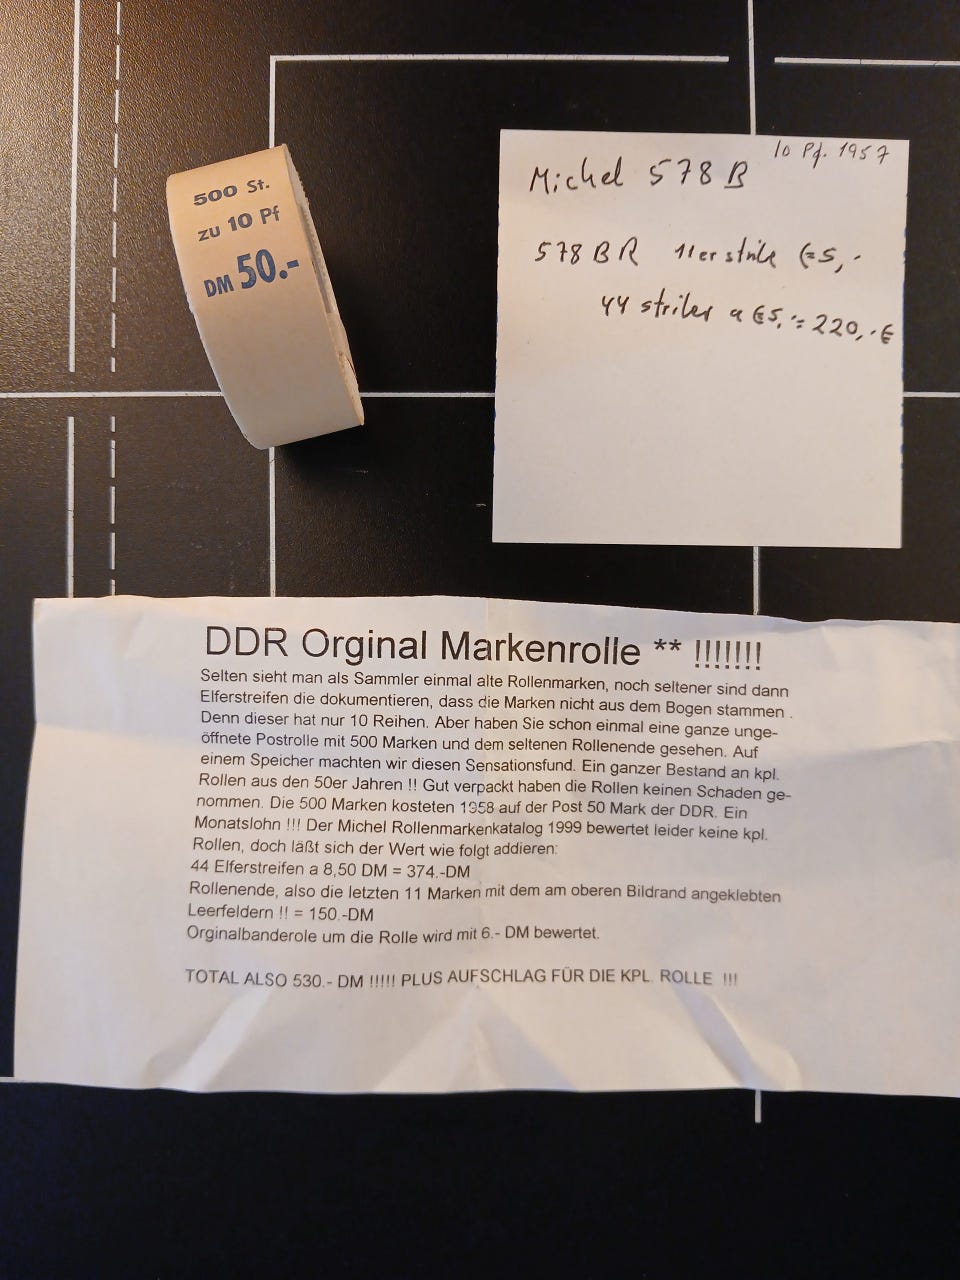 500 St.
zu 10 Pf
DM 50.-
10 Pf. 1957
Michel 578 B
578 BR 11er stike €5,-
44 striker a €5,- = 220,-€
DDR Orginal Markenrolle ** !!!!!!!
Selten sieht man als Sammler einmal alte Rollenmarken, noch seltener sind dann
Elferstreifen die dokumentieren, dass die Marken nicht aus dem Bogen stammen .
Denn dieser hat nur 10 Reihen. Aber haben Sie schon einmal eine ganze unge-
öffnete Postrolle mit 500 Marken und dem seltenen Rollenende gesehen. Auf
einem Speicher machten wir diesen Sensationsfund. Ein ganzer Bestand an kpl.
Rollen aus den 50er Jahren !! Gut verpackt haben die Rollen keinen Schaden ge-
nommen. Die 500 Marken kosteten 1958 auf der Post 50 Mark der DDR. Ein
Monatslohn !!! Der Michel Rollenmarkenkatalog 1999 bewertet leider keine kpl.
Rollen, doch läßt sich der Wert wie folgt addieren:
44 Elferstreifen a 8,50 DM = 374.-DM
Rollenende, also die letzten 11 Marken mit dem am oberen Bildrand angeklebten
Leerfeldern !! = 150.-DM
Orginalbanderole um die Rolle wird mit 6.- DM bewertet.
TOTAL ALSO 530.- DM !!!!! PLUS AUFSCHLAG FÜR DIE KPL. ROLLE !!!